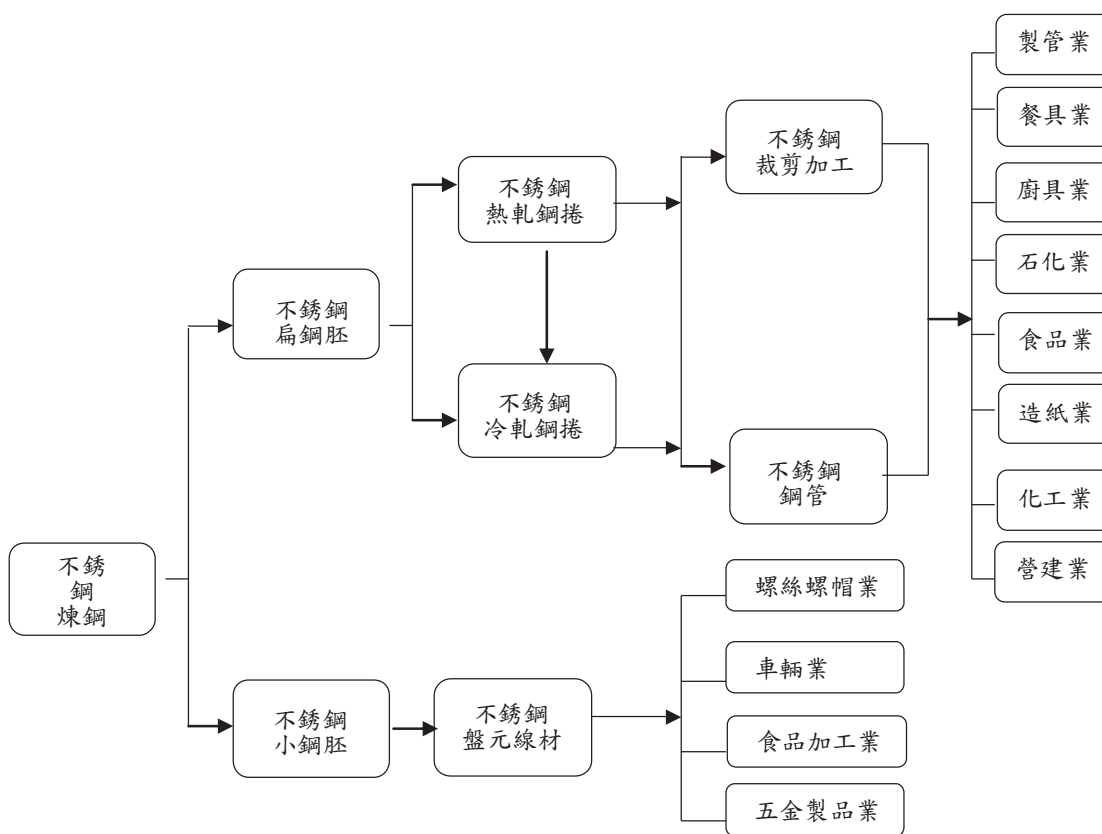 不銹
鋼
煉鋼
不銹鋼
扁鋼胚
不銹鋼
小鋼胚
不銹鋼
熱軋鋼捲
不銹鋼
冷軋鋼捲
不銹鋼
盤元線材
不銹鋼
裁剪加工
不銹鋼
鋼管
螺絲螺帽業
車輛業
食品加工業
五金製品業
製管業
餐具業
廚具業
石化業
食品業
造紙業
化工業
營建業